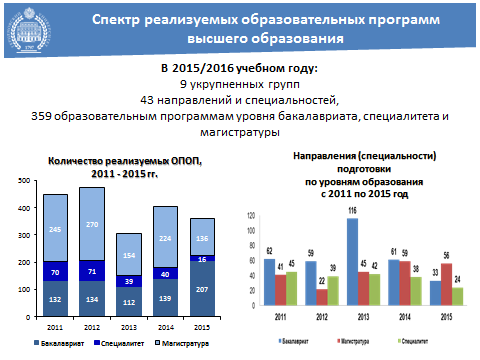 Спектр реализуемых образовательных программ
высшего образования
В 2015/2016 учебном году:
9 укрупненных групп
43 направлений и специальностей,
359 образовательным программам уровня бакалавриата, специалитета и
магистратуры
Количество реализуемых ОПОП,
2011 - 2015 гг.
500
400
300
200
100
0
245 270 154 224 136
70 71 39 40 16
132 134 112 139 207
2011 2012 2013 2014 2015
Бакалавриат Специалитет Магистратура
Направления (специальности)
подготовки
по уровням образования
с 2011 по 2015 год
120
100
80
60
40
20
0
62 41 45 59 22 39 116 45 42 61 59 38 33 56 24
2011 2012 2013 2014 2015
Бакалавриат Магистратура Специалитет